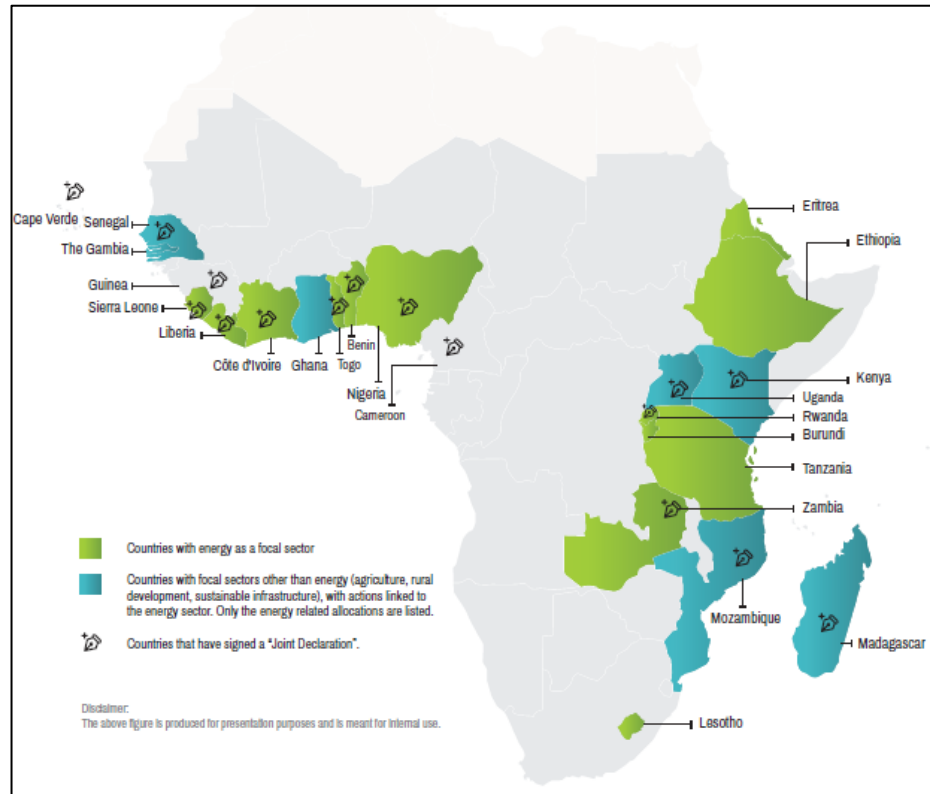 Cape Verde
Senegal
The Gambia
Guinea
Sierra Leone
Liberia
Côte d'Ivoire
Ghana
Togo
Benin
Nigeria
Cameroon
Eritrea
Ethiopia
Kenya
Uganda
Rwanda
Burundi
Tanzania
Zambia
Mozambique
Madagascar
Lesotho
Countries with energy as a focal sector
Countries with focal sectors other than energy (agriculture, rural
development, sustainable infrastructure), with actions linked to
the energy sector. Only the energy related allocations are listed.
Countries that have signed a "Joint Declaration".
Disclaimer:
The above figure is produced for presentation purposes and is meant for internal use.